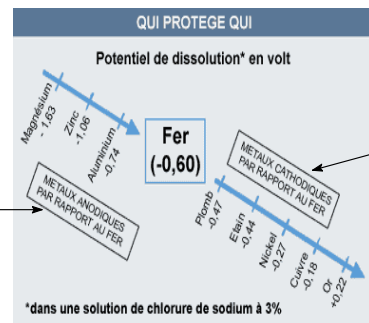 QUI PROTEGE QUI
Potentiel de dissolution* en volt
Magnésium
- 1,63
Zinc
-1,06
Aluminium
-0,74
Fer
(-0,60)
METAUX ANODIQUES
PAR RAPPORT AU FER
METAUX CATHODIQUES
PAR RAPPORT AU FER
Plomb
-0,47
Etain
-0,44
Nickel
-0,27
Cuivre
-0,18
Or
+0,22
*dans une solution de chlorure de sodium à 3%